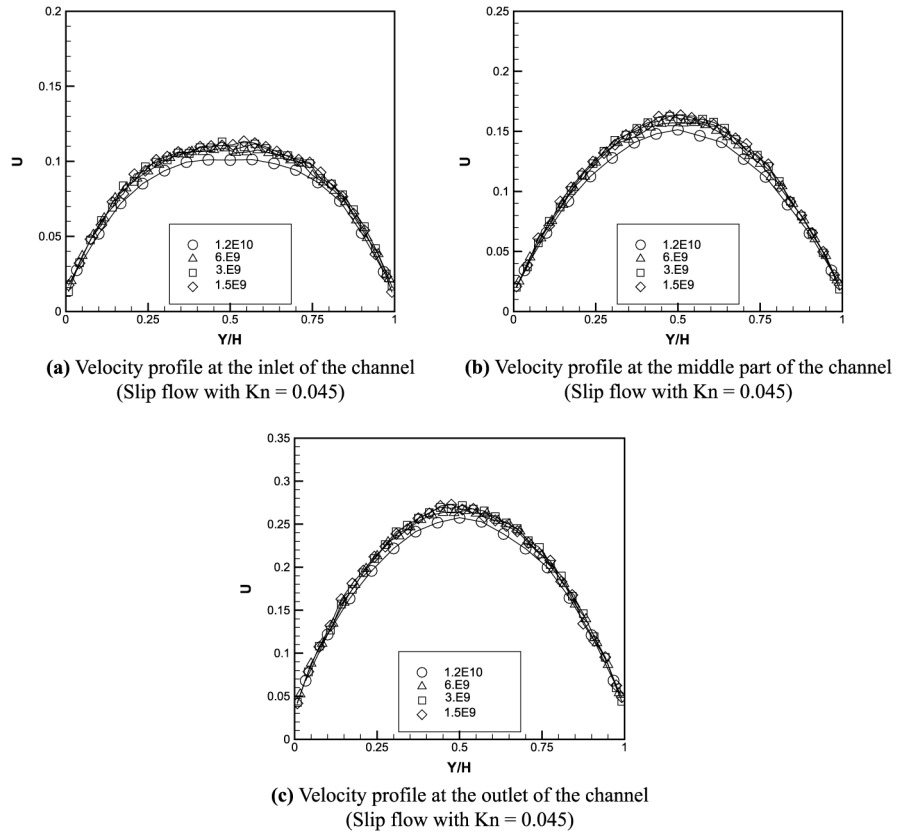 0.2
0.15
0.1
0.05
0
U
0 0.25 0.5 0.75 1
Y/H
1.2E10
6.E9
3.E9
1.5E9
(a) Velocity profile at the inlet of the channel
(Slip flow with Kn = 0.045)
0.25
0.2
0.15
0.1
0.05
0
U
0 0.25 0.5 0.75 1
Y/H
1.2E10
6.E9
3.E9
1.5E9
(b) Velocity profile at the middle part of the channel
(Slip flow with Kn = 0.045)
0.35
0.3
0.25
0.2
0.15
0.1
0.05
0
U
0 0.25 0.5 0.75 1
Y/H
1.2E10
6.E9
3.E9
1.5E9
(c) Velocity profile at the outlet of the channel
(Slip flow with Kn = 0.045)